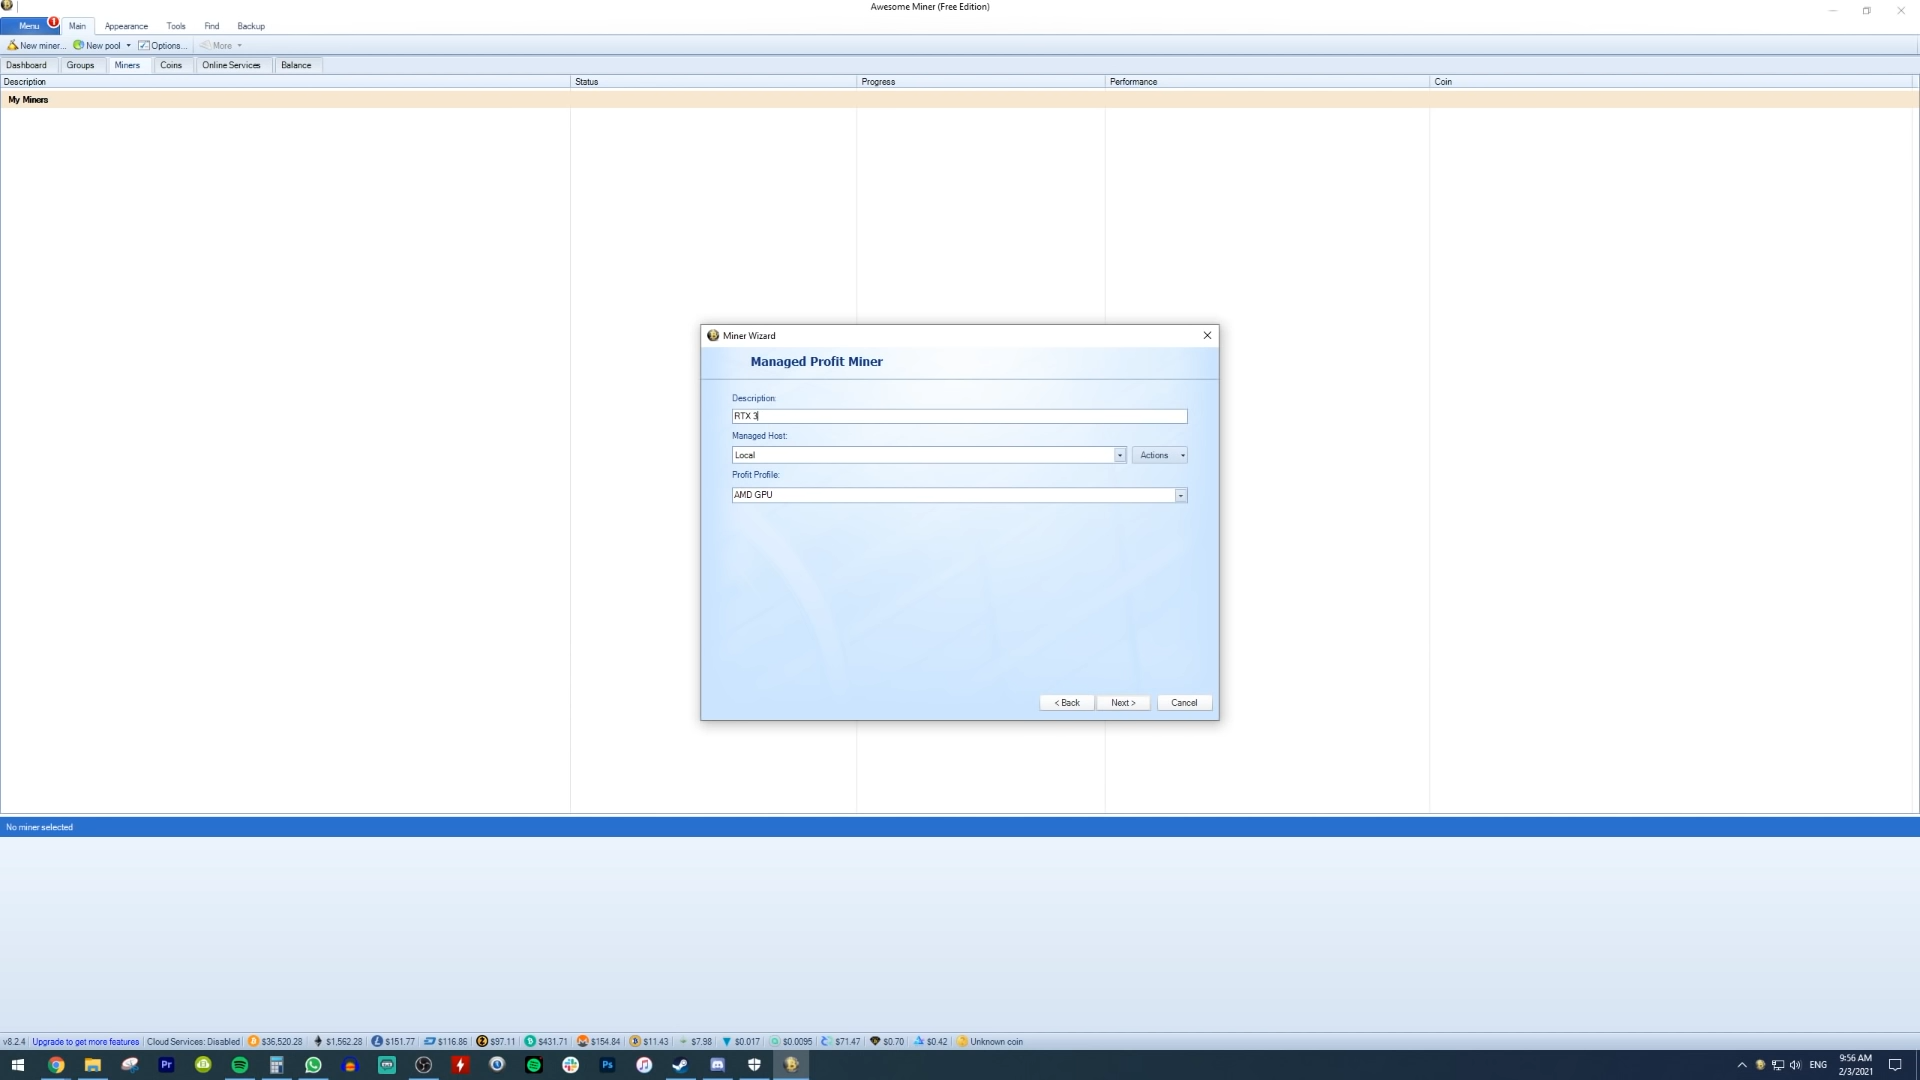 Awesome Miner (Free Edition)
Menu 1 Main Appearance Tools Find Backup
New miner... New pool Options... More
Dashboard Groups Miners Coins Online Services Balance
Description Status Progress Performance Coin
My Miners
Miner Wizard
Managed Profit Miner
Description:
RTX 3
Managed Host:
Local Actions
Profit Profile:
AMD GPU
< Back Next > Cancel
No miner selected
v8.2.4 Upgrade to get more features Cloud Services: Disabled $36,520.28 $1,562.28 $151.77 $116.86 $97.11 $431.71 $154.84 $11.43 $7.98 $0.017 $0.0095 $71.47 $0.70 $0.42 Unknown coin
Pr Ps ENG 9:56 AM
2/3/2021